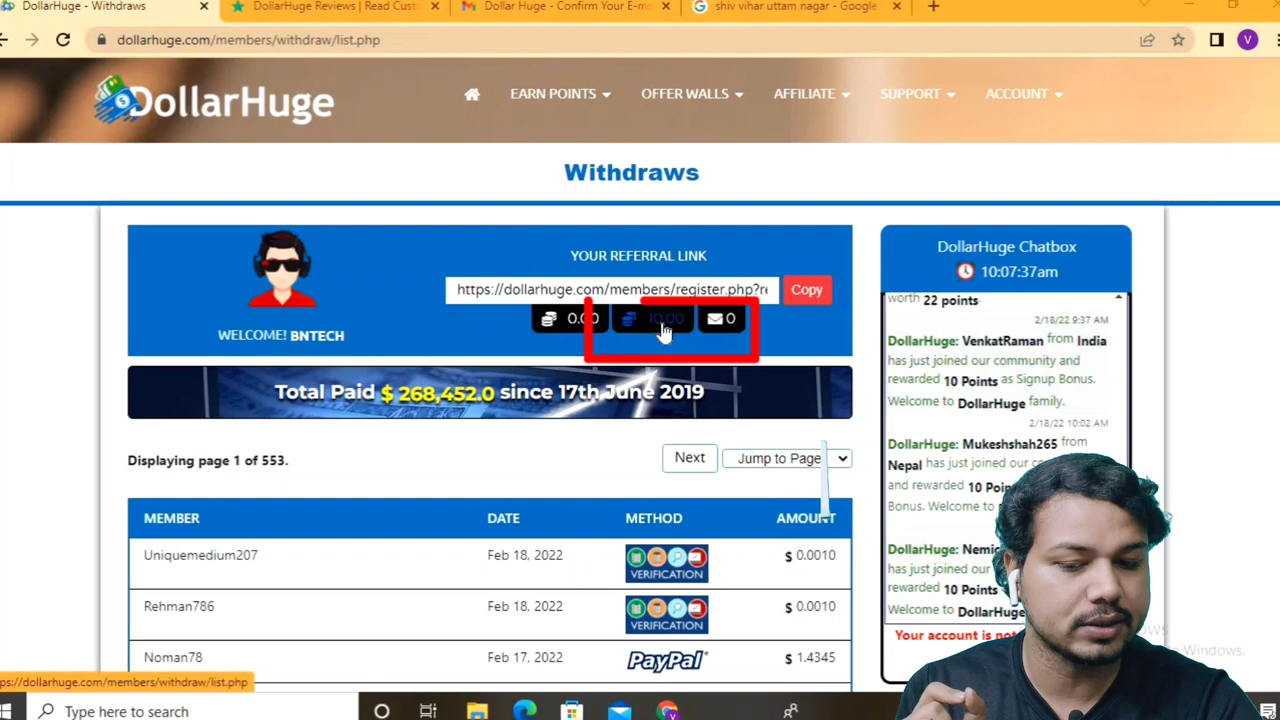 DollarHuge - Withdraws
DollarHuge Reviews | Read Cust
Dollar Huge - Confirm Your E-ma
shiv vihar uttam nagar - Google
dollarhuge.com/members/withdraw/list.php
V
DollarHuge
EARN POINTS
OFFER WALLS
AFFILIATE
SUPPORT
ACCOUNT
Withdraws
YOUR REFERRAL LINK
https://dollarhuge.com/members/register.php?re
Copy
0.00
10.00
0
WELCOME! BNTECH
Total Paid $ 268,452.0 since 17th June 2019
Displaying page 1 of 553.
Next
Jump to Page
MEMBER DATE METHOD AMOUNT
Uniquemedium207 Feb 18, 2022 VERIFICATION $ 0.0010
Rehman786 Feb 18, 2022 VERIFICATION $ 0.0010
Noman78 Feb 17, 2022 PayPal $ 1.4345
DollarHuge Chatbox
10:07:37am
worth 22 points
2/18/22 9:37 AM
DollarHuge: VenkatRaman from India
has just joined our community and
rewarded 10 Points as Signup Bonus.
Welcome to DollarHuge family.
2/18/22 10:02 AM
DollarHuge: Mukeshshah265 from
Nepal has just joined our
and rewarded 10
Bonus. Welcome to
DollarHuge:
has just joined our
rewarded 10 Points
Welcome to
Your account is
Windows.
ps://dollarhuge.com/members/withdraw/list.php
Type here to search